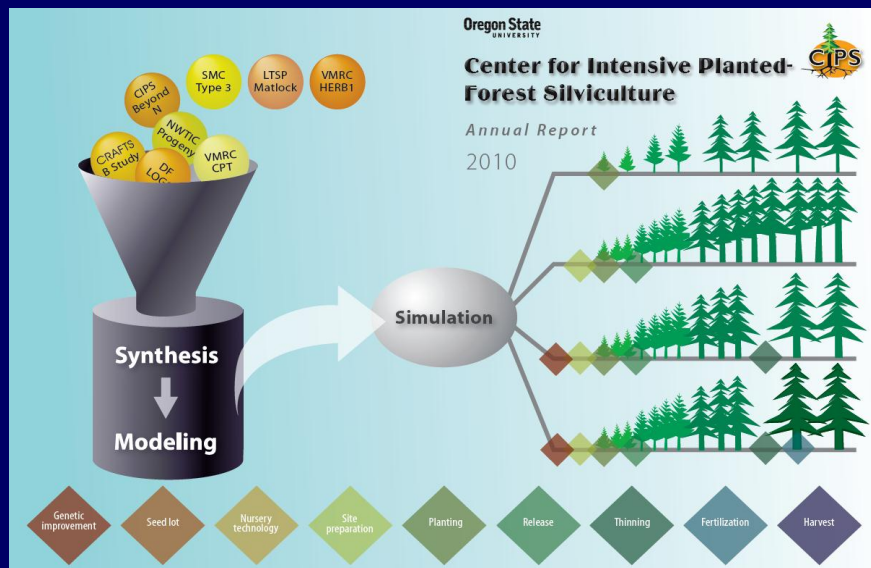 Oregon State
UNIVERSITY
Center for Intensive Planted-
Forest Silviculture
CIPS
Annual Report
2010
CIPS
Beyond
N
SMC
Type 3
LTSP
Matlock
VMRC
HERB1
NWTIC
Progeny
CRAFTS
B Study
DF
VMRC
CPT
Synthesis
Modeling
Simulation
Genetic
improvement
Seed lot
Nursery
technology
Site
preparation
Planting
Release
Thinning
Fertilization
Harvest